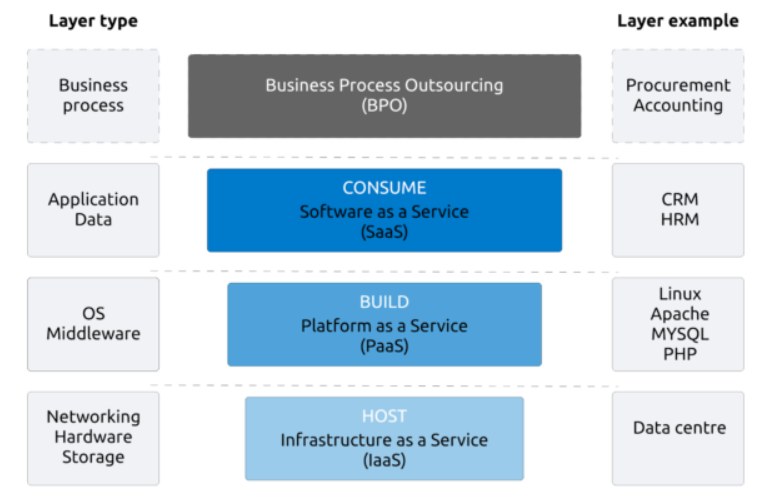 Layer type
Layer example
Business
process
Business Process Outsourcing
(BPO)
Procurement
Accounting
Application
Data
CONSUME
Software as a Service
(SaaS)
CRM
HRM
OS
Middleware
BUILD
Platform as a Service
(PaaS)
Linux
Apache
MYSQL
PHP
Networking
Hardware
Storage
HOST
Infrastructure as a Service
(IaaS)
Data centre